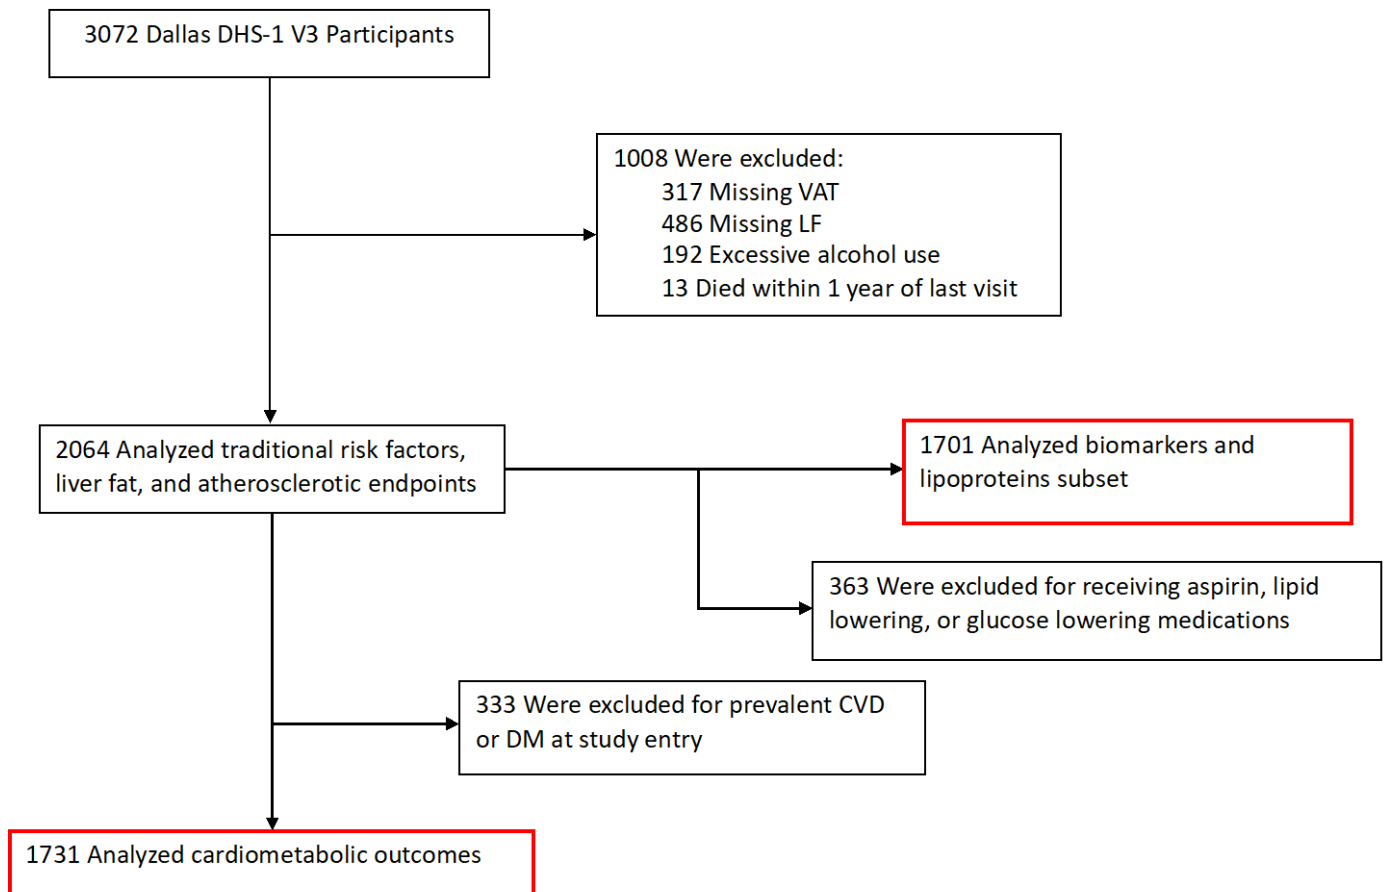 3072 Dallas DHS-1 V3 Participants
1008 Were excluded:
317 Missing VAT
486 Missing LF
192 Excessive alcohol use
13 Died within 1 year of last visit
2064 Analyzed traditional risk factors,
liver fat, and atherosclerotic endpoints
1701 Analyzed biomarkers and
lipoproteins subset
363 Were excluded for receiving aspirin, lipid
lowering, or glucose lowering medications
333 Were excluded for prevalent CVD
or DM at study entry
1731 Analyzed cardiometabolic outcomes